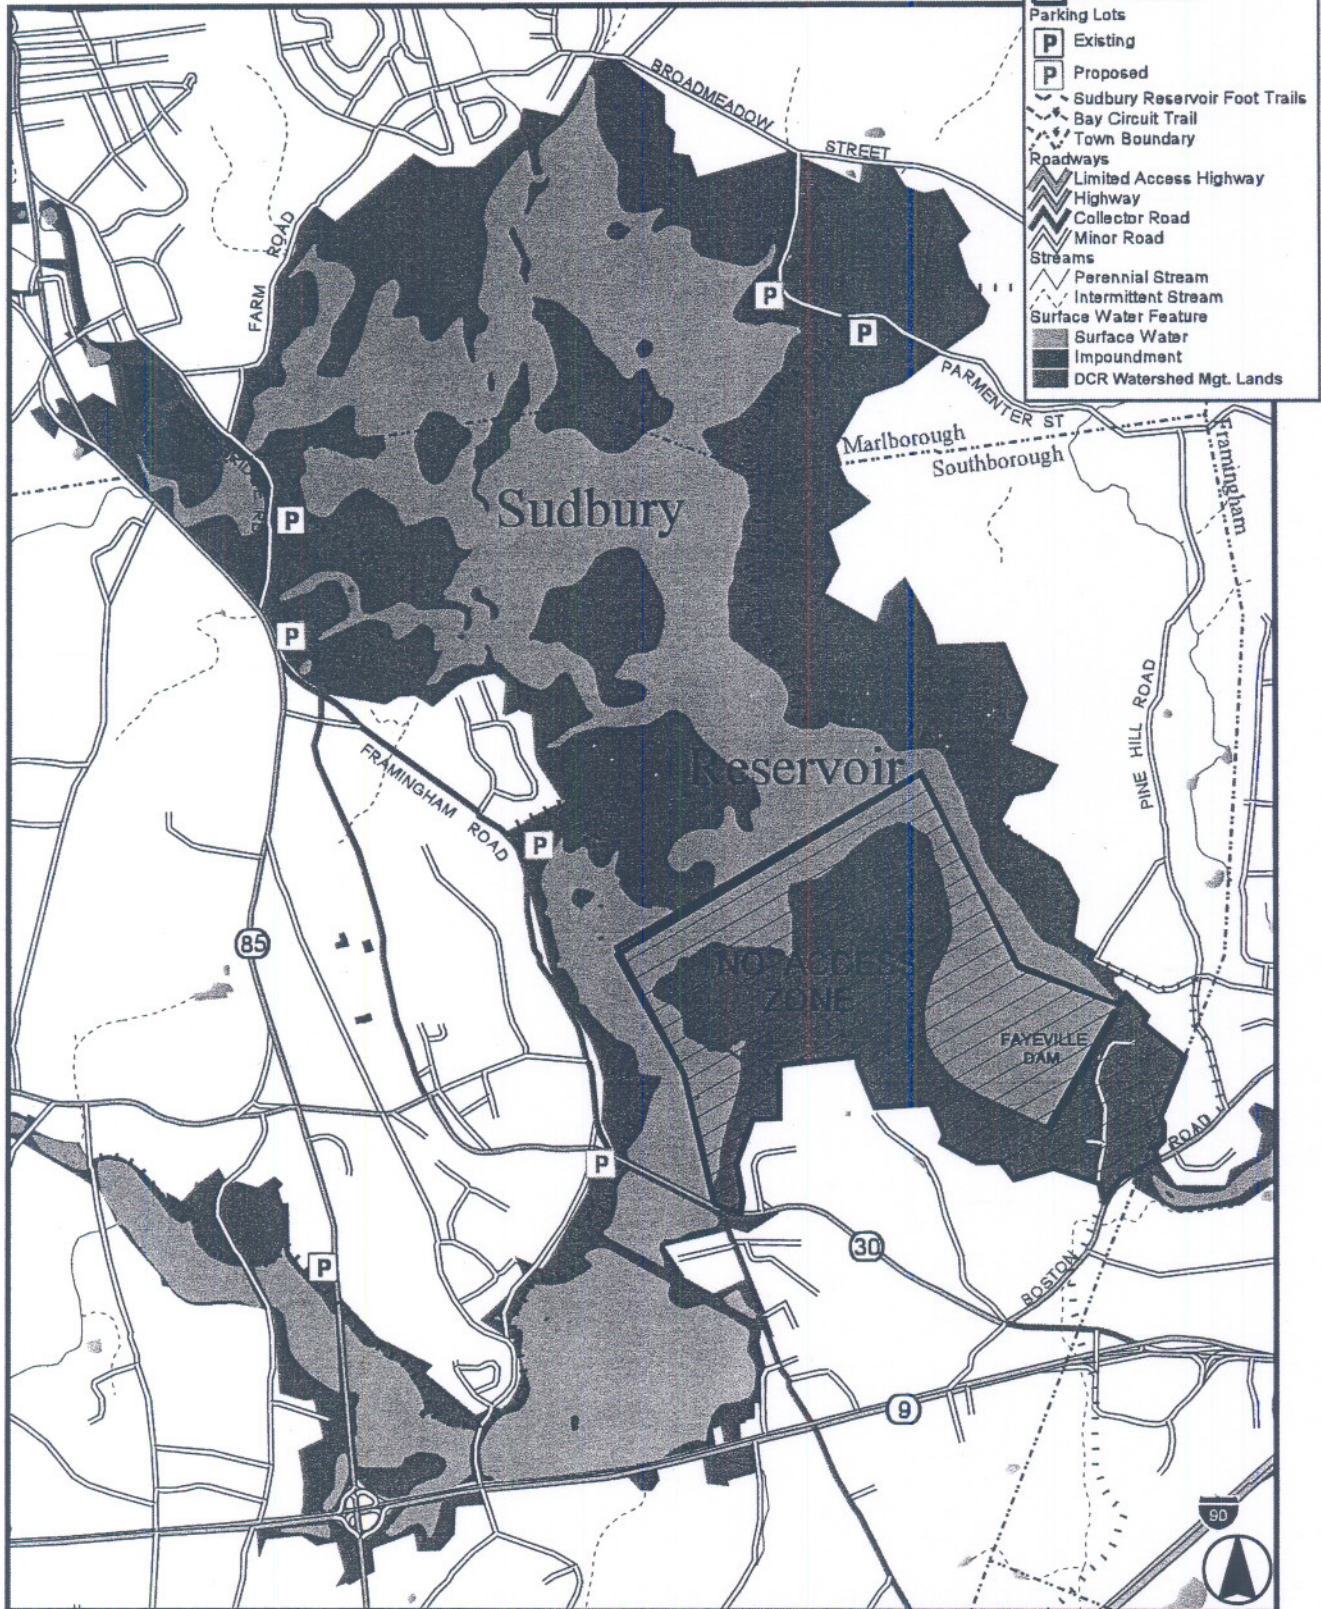 Parking Lots
P Existing
P Proposed
Sudbury Reservoir Foot Trails
Bay Circuit Trail
Town Boundary
Roadways
Limited Access Highway
Highway
Collector Road
Minor Road
Streams
Perennial Stream
Intermittent Stream
Surface Water Feature
Surface Water
Impoundment
DCR Watershed Mgt. Lands
BROADMEADOW
STREET
FARM
ROAD
P
P
PARMENTER ST
Marlborough
Southborough
Framingham
P
Sudbury
P
PINE HILL ROAD
Reservoir
FRAMINGHAM ROAD
P
85
NO ACCESS
ZONE
FAYEVILLE
DAM
P
BOSTON
ROAD
30
P
9
90